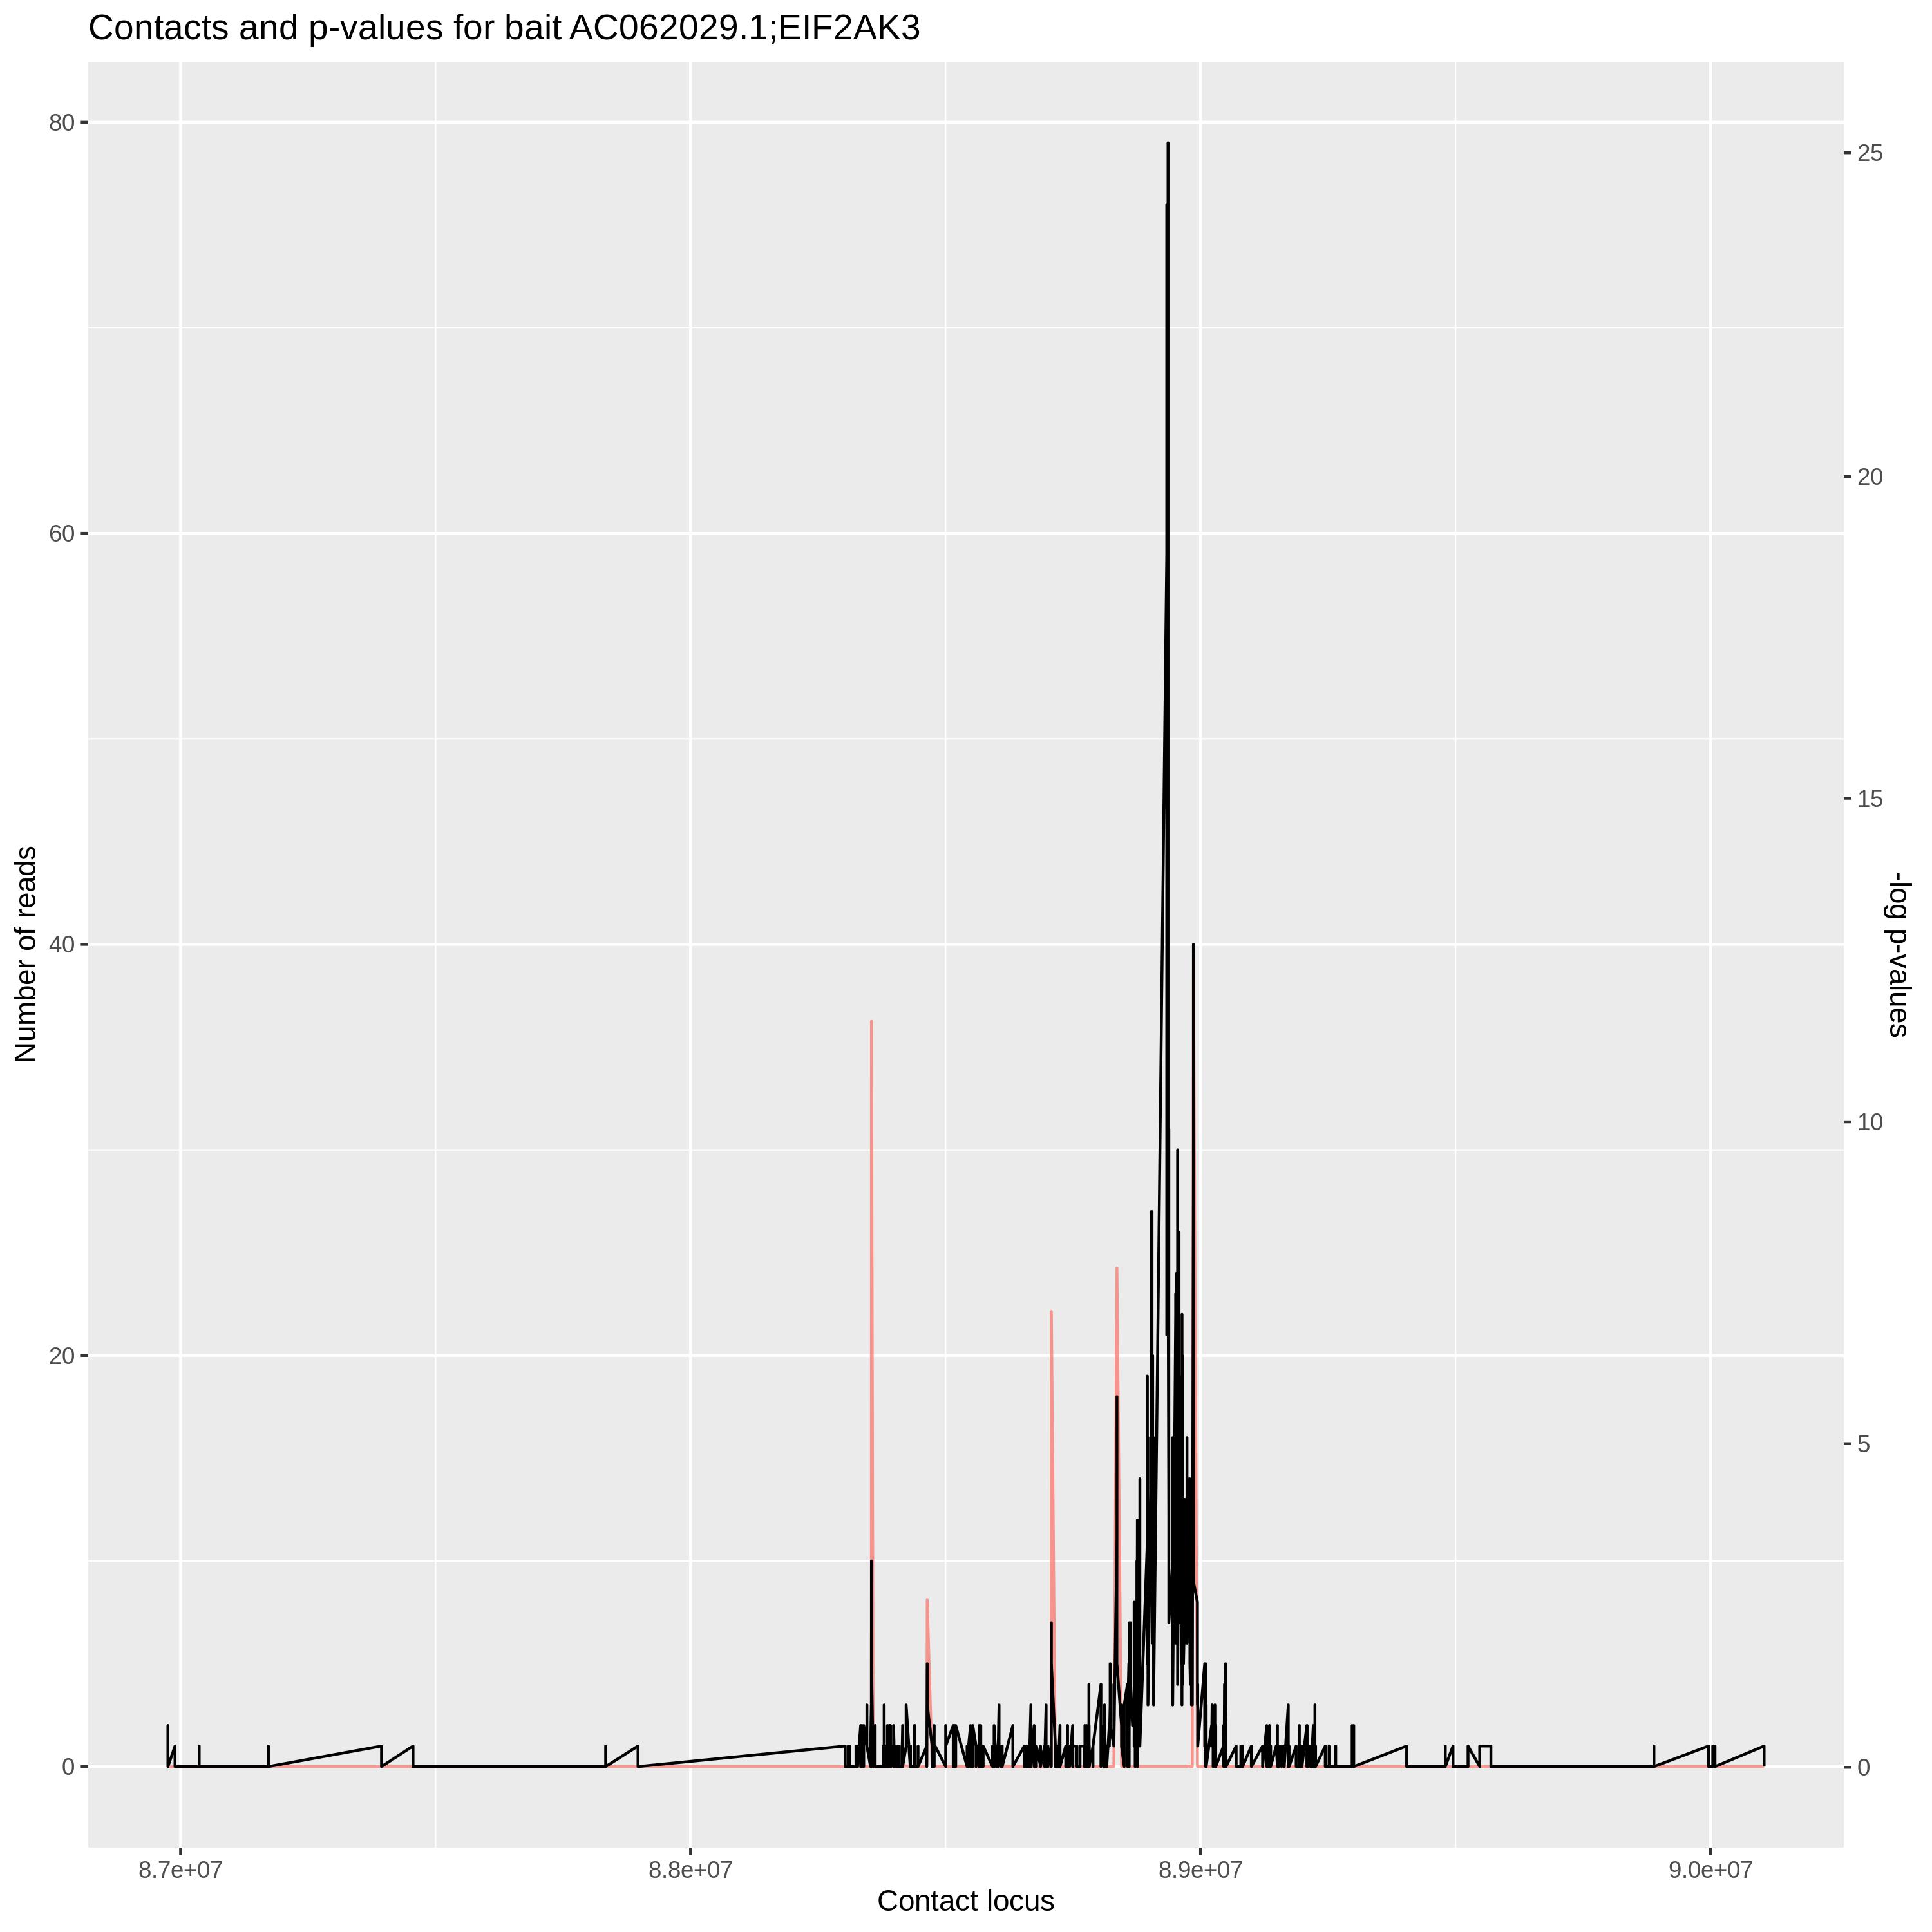 Contacts and p-values for bait AC062029.1;EIF2AK3
80
60
40
20
0
25
20
15
10
5
0
Number of reads
-log p-values
8.7e+07
8.8e+07
8.9e+07
9.0e+07
Contact locus